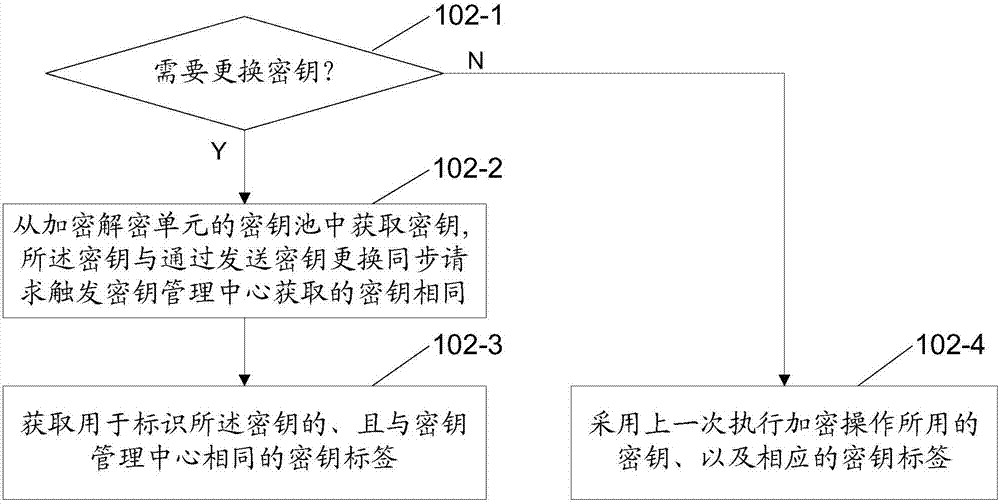 102-1
需要更换密钥?
N
Y
102-2
从加密解密单元的密钥池中获取密钥,
所述密钥与通过发送密钥更换同步请
求触发密钥管理中心获取的密钥相同
102-3
获取用于标识所述密钥的、且与密钥
管理中心相同的密钥标签
102-4
采用上一次执行加密操作所用的
密钥、以及相应的密钥标签